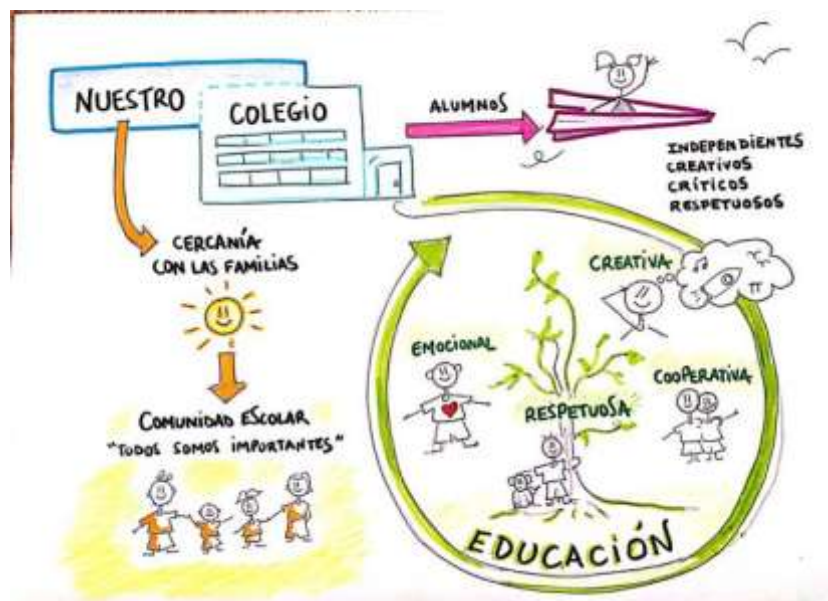 NUESTRO
COLEGiO
ALUMNOS
INDEPENDiENTES
CREATiVOS
CRÍTiCOS
RESPETUOSOS
CERCANÍA
CON LAS FAMILIAS
COMUNIDAD ESCOLAR
"TODOS SOMOS IMPORTANTES"
CREATiVA
EMOCIONAL
COOPERATiVA
RESPETUOSA
EDUCACIÓN